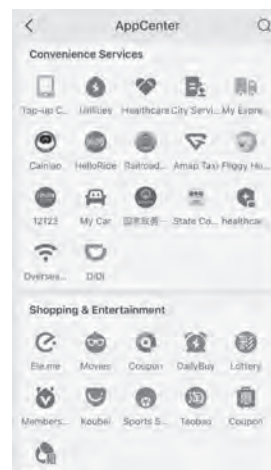 AppCenter
Convenience Services
Top-up C... Utilities Healthcare City Servi... My Expre...
Cainiao HelloRide Railroad... Amap Taxi Fliggy Ho...
12123 My Car 国家政务... State Co... healthcar...
Oversea... DiDi
Shopping & Entertainment
Ele.me Movies Coupon DailyBuy Lottery
Members... Koubei Sports S... Taobao Coupon